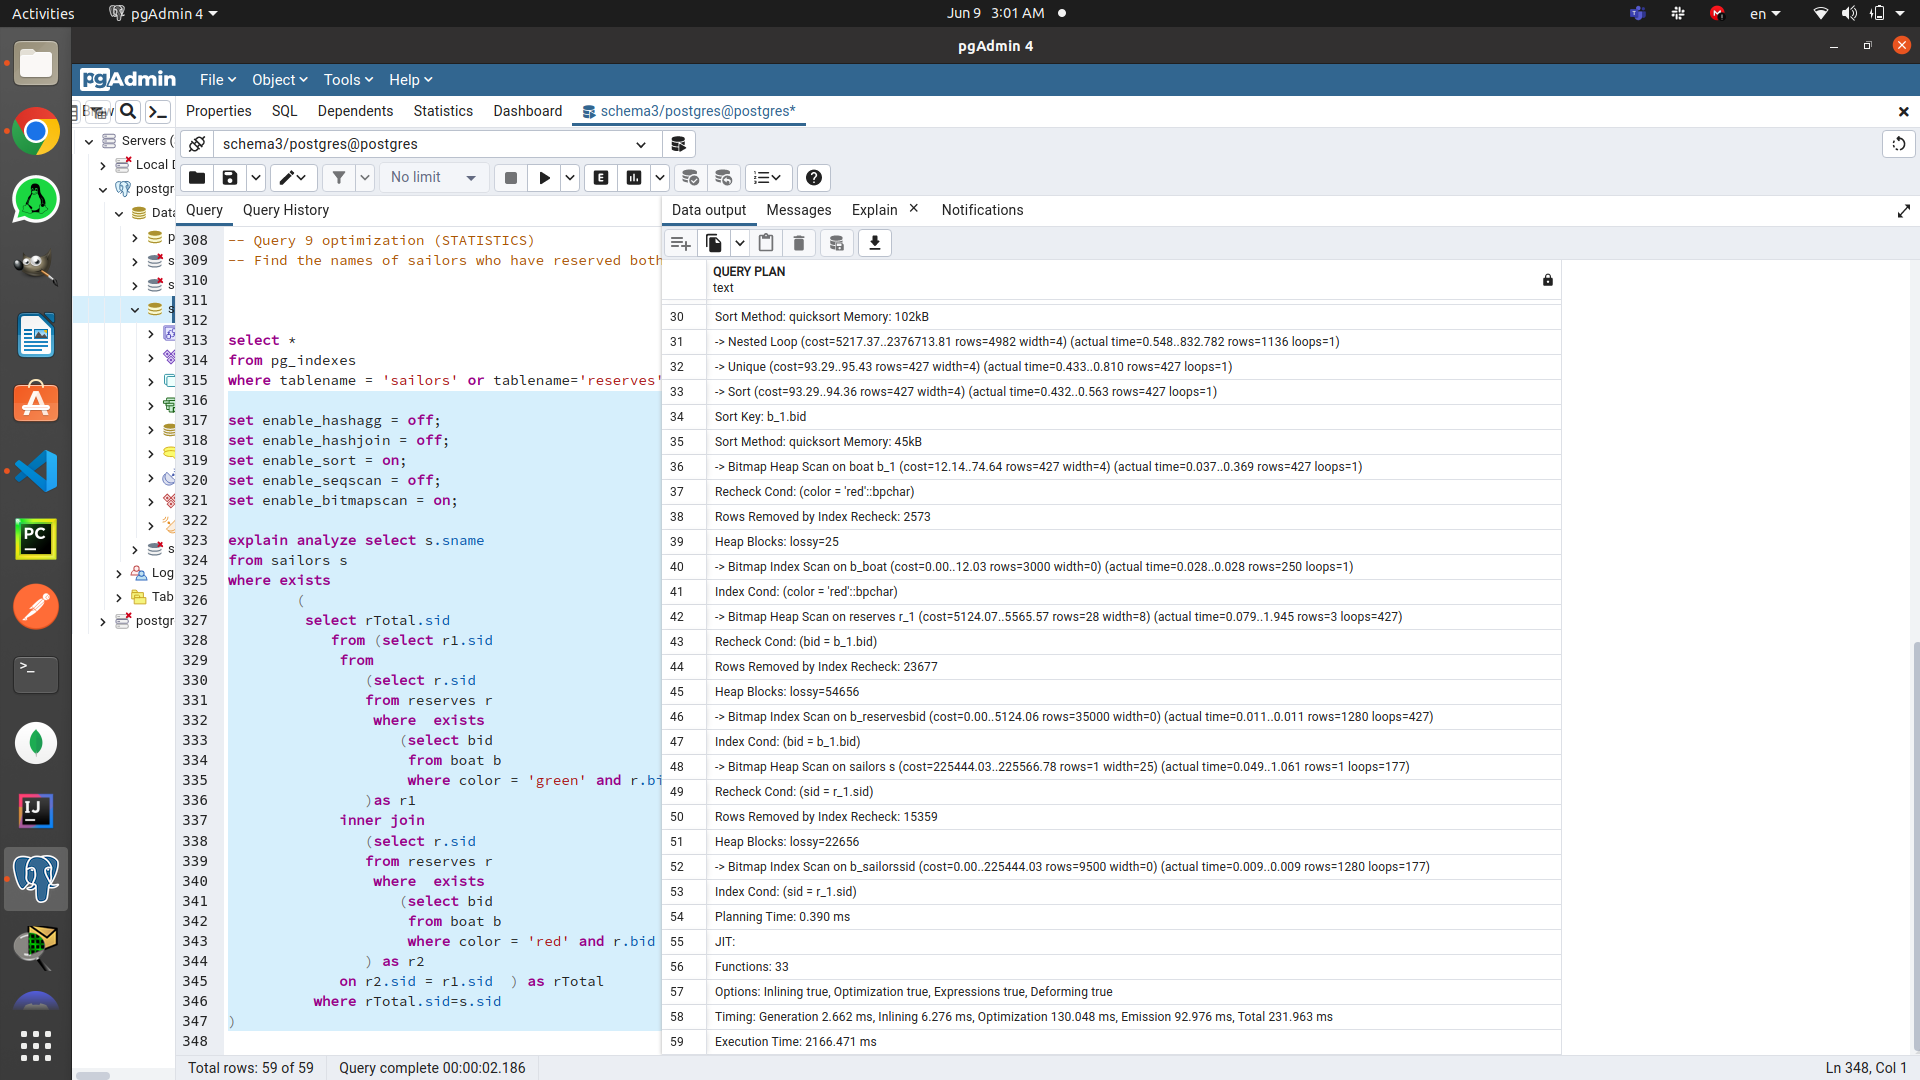 Activities
pgAdmin 4
Jun 9 3:01 AM
en
pgAdmin 4
pgAdmin
File
Object
Tools
Help
Properties
SQL
Dependents
Statistics
Dashboard
schema3/postgres@postgres*
Servers (
Local D
postgr
Data
p
s
s
s
s
Log
Tab
postgr
schema3/postgres@postgres
No limit
E
Query
Query History
308 -- Query 9 optimization (STATISTICS)
309 -- Find the names of sailors who have reserved both
310
311
312
313 select *
314 from pg_indexes
315 where tablename = 'sailors' or tablename='reserves'
316
317 set enable_hashagg = off;
318 set enable_hashjoin = off;
319 set enable_sort = on;
320 set enable_seqscan = off;
321 set enable_bitmapscan = on;
322
323 explain analyze select s.sname
324 from sailors s
325 where exists
326 (
327 select rTotal.sid
328 from (select r1.sid
329 from
330 (select r.sid
331 from reserves r
332 where exists
333 (select bid
334 from boat b
335 where color = 'green' and r.bi
336 )as r1
337 inner join
338 (select r.sid
339 from reserves r
340 where exists
341 (select bid
342 from boat b
343 where color = 'red' and r.bid
344 ) as r2
345 on r2.sid = r1.sid ) as rTotal
346 where rTotal.sid=s.sid
347 )
348
Data output
Messages
Explain
Notifications
QUERY PLAN
text
30 Sort Method: quicksort Memory: 102kB
31 -> Nested Loop (cost=5217.37..2376713.81 rows=4982 width=4) (actual time=0.548..832.782 rows=1136 loops=1)
32 -> Unique (cost=93.29..95.43 rows=427 width=4) (actual time=0.433..0.810 rows=427 loops=1)
33 -> Sort (cost=93.29..94.36 rows=427 width=4) (actual time=0.432..0.563 rows=427 loops=1)
34 Sort Key: b_1.bid
35 Sort Method: quicksort Memory: 45kB
36 -> Bitmap Heap Scan on boat b_1 (cost=12.14..74.64 rows=427 width=4) (actual time=0.037..0.369 rows=427 loops=1)
37 Recheck Cond: (color = 'red'::bpchar)
38 Rows Removed by Index Recheck: 2573
39 Heap Blocks: lossy=25
40 -> Bitmap Index Scan on b_boat (cost=0.00..12.03 rows=3000 width=0) (actual time=0.028..0.028 rows=250 loops=1)
41 Index Cond: (color = 'red'::bpchar)
42 -> Bitmap Heap Scan on reserves r_1 (cost=5124.07..5565.57 rows=28 width=8) (actual time=0.079..1.945 rows=3 loops=427)
43 Recheck Cond: (bid = b_1.bid)
44 Rows Removed by Index Recheck: 23677
45 Heap Blocks: lossy=54656
46 -> Bitmap Index Scan on b_reservesbid (cost=0.00..5124.06 rows=35000 width=0) (actual time=0.011..0.011 rows=1280 loops=427)
47 Index Cond: (bid = b_1.bid)
48 -> Bitmap Heap Scan on sailors s (cost=225444.03..225566.78 rows=1 width=25) (actual time=0.049..1.061 rows=1 loops=177)
49 Recheck Cond: (sid = r_1.sid)
50 Rows Removed by Index Recheck: 15359
51 Heap Blocks: lossy=22656
52 -> Bitmap Index Scan on b_sailorssid (cost=0.00..225444.03 rows=9500 width=0) (actual time=0.009..0.009 rows=1280 loops=177)
53 Index Cond: (sid = r_1.sid)
54 Planning Time: 0.390 ms
55 JIT:
56 Functions: 33
57 Options: Inlining true, Optimization true, Expressions true, Deforming true
58 Timing: Generation 2.662 ms, Inlining 6.276 ms, Optimization 130.048 ms, Emission 92.976 ms, Total 231.963 ms
59 Execution Time: 2166.471 ms
Total rows: 59 of 59
Query complete 00:00:02.186
Ln 348, Col 1